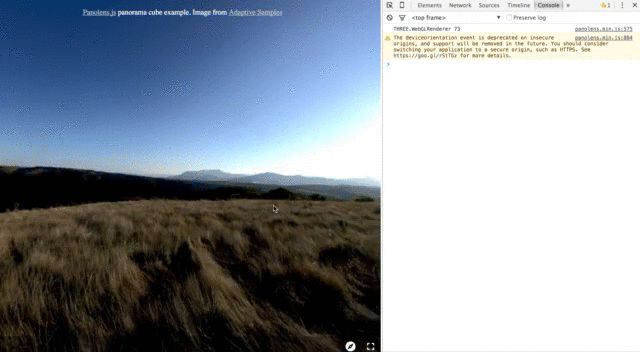 Panolens.js panorama cube example. Image from Adaptive Samples
Elements Network Sources Timeline Console »
1
<top frame> Preserve log
THREE.WebGLRenderer 73 panolens.min.js:575
The deviceorientation event is deprecated on insecure panolens.min.js:884
origins, and support will be removed in the future. You should consider
switching your application to a secure origin, such as HTTPS. See
https://goo.gl/rStTGz for more details.